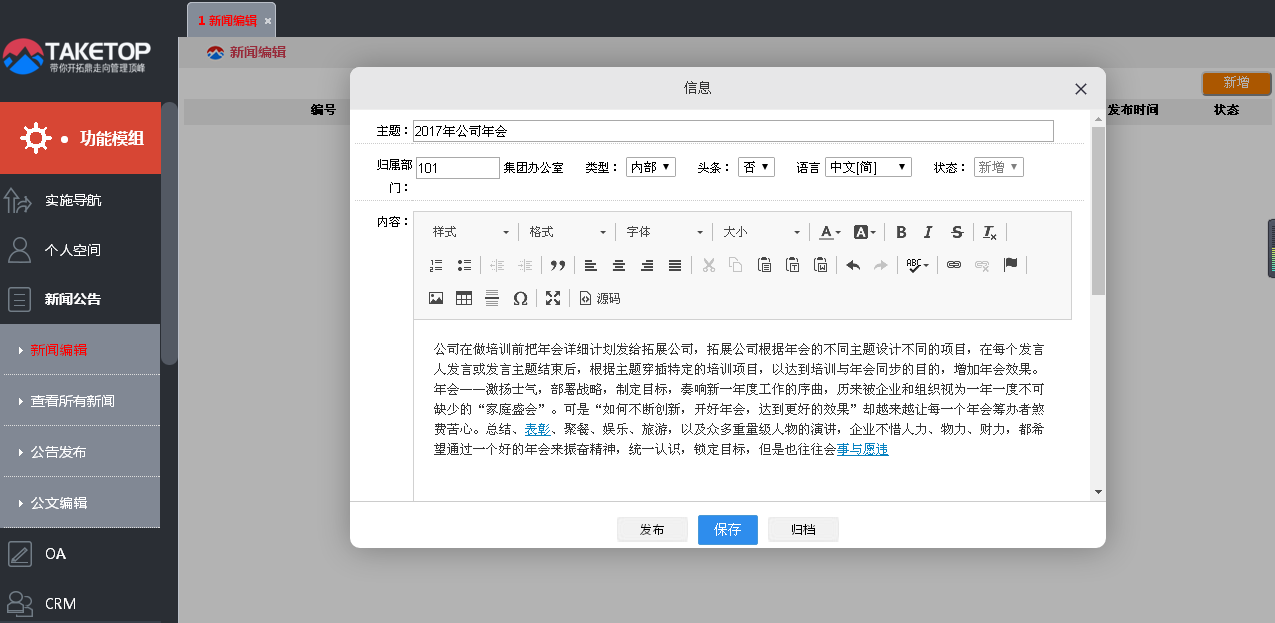 1 新闻编辑 ×
TAKETOP
带你开拓鼎走向管理顶峰
新闻编辑
功能模组
新增
编号
发布时间
状态
实施导航
个人空间
新闻公告
新闻编辑
查看所有新闻
公告发布
公文编辑
OA
CRM
信息
主题：2017年公司年会
归属部门：101 集团办公室 类型：内部 头条：否 语言 中文[简] 状态：新增
内容：
样式 格式 字体 大小 A A B I S Tx
ABC
Ω 源码
公司在做培训前把年会详细计划发给拓展公司，拓展公司根据年会的不同主题设计不同的项目，在每个发言
人发言或发言主题结束后，根据主题穿插特定的培训项目，以达到培训与年会同步的目的，增加年会效果。
年会——激扬士气，部署战略，制定目标，奏响新一年度工作的序曲，历来被企业和组织视为一年一度不可
缺少的“家庭盛会”。可是“如何不断创新，开好年会，达到更好的效果”却越来越让每一个年会筹办者煞
费苦心。总结、表彰、聚餐、娱乐、旅游，以及众多重量级人物的演讲，企业不惜人力、物力、财力，都希
望通过一个好的年会来振奋精神，统一认识，锁定目标，但是也往往会事与愿违
发布
保存
归档